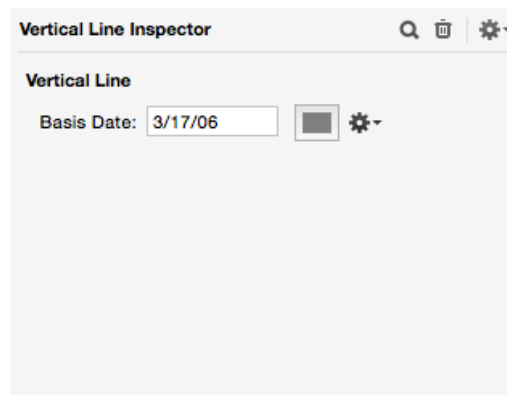 Vertical Line Inspector
Vertical Line
Basis Date: 3/17/06